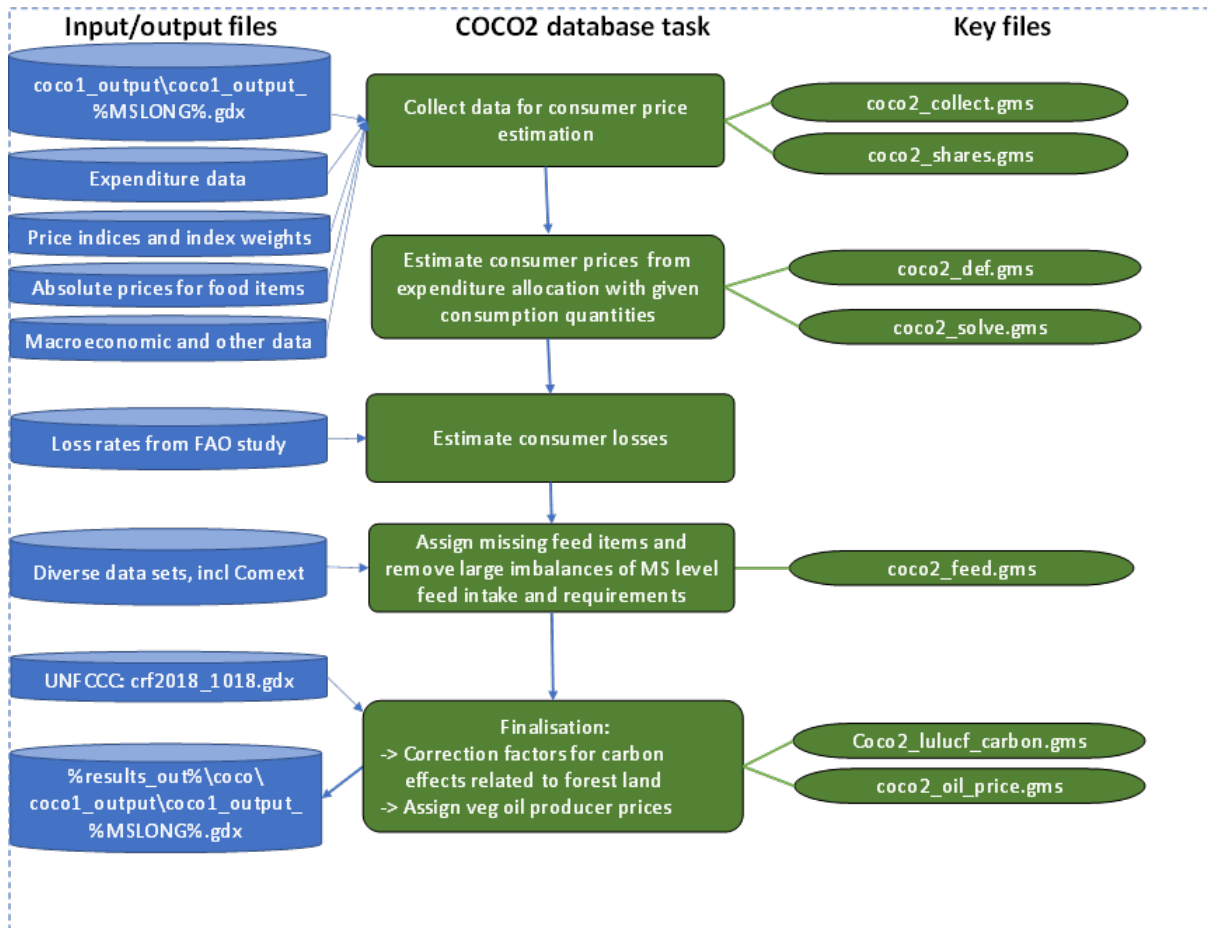 Input/output files
COCO2 database task
Key files
coco1_output\coco1_output_
%MSLONG%.gdx
Expenditure data
Price indices and index weights
Absolute prices for food items
Macroeconomic and other data
Collect data for consumer price
estimation
coco2_collect.gms
coco2_shares.gms
Estimate consumer prices from
expenditure allocation with given
consumption quantities
coco2_def.gms
coco2_solve.gms
Loss rates from FAO study
Estimate consumer losses
Diverse data sets, incl Comext
Assign missing feed items and
remove large imbalances of MS level
feed intake and requirements
coco2_feed.gms
UNFCCC: crf2018_1018.gdx
%results_out%\coco\
coco1_output\coco1_output_
%MSLONG%.gdx
Finalisation:
-> Correction factors for carbon
effects related to forest land
-> Assign veg oil producer prices
Coco2_lulucf_carbon.gms
coco2_oil_price.gms